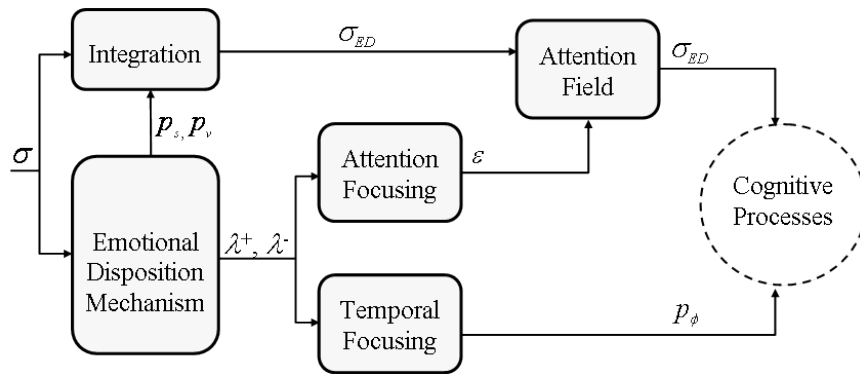 Integration
σ_ED
Attention
Field
σ_ED
p_s, p_v
σ
Attention
Focusing
ε
Cognitive
Processes
Emotional
Disposition
Mechanism
λ⁺, λ⁻
Temporal
Focusing
p_ϕ